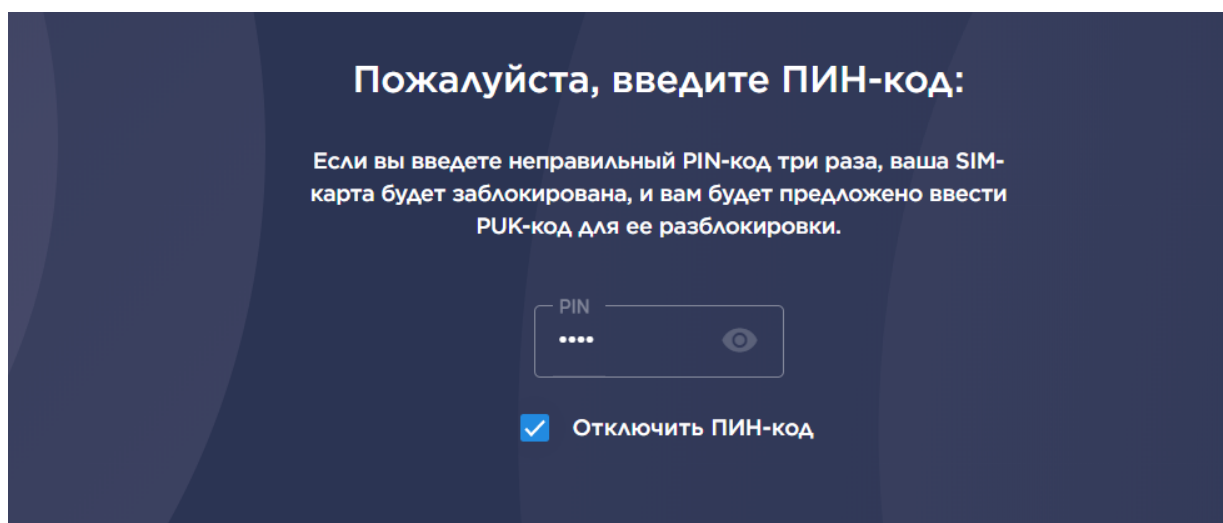 Пожалуйста, введите ПИН-код:
Если вы введете неправильный PIN-код три раза, ваша SIM-
карта будет заблокирована, и вам будет предложено ввести
PUK-код для ее разблокировки.
PIN
••••
Отключить ПИН-код